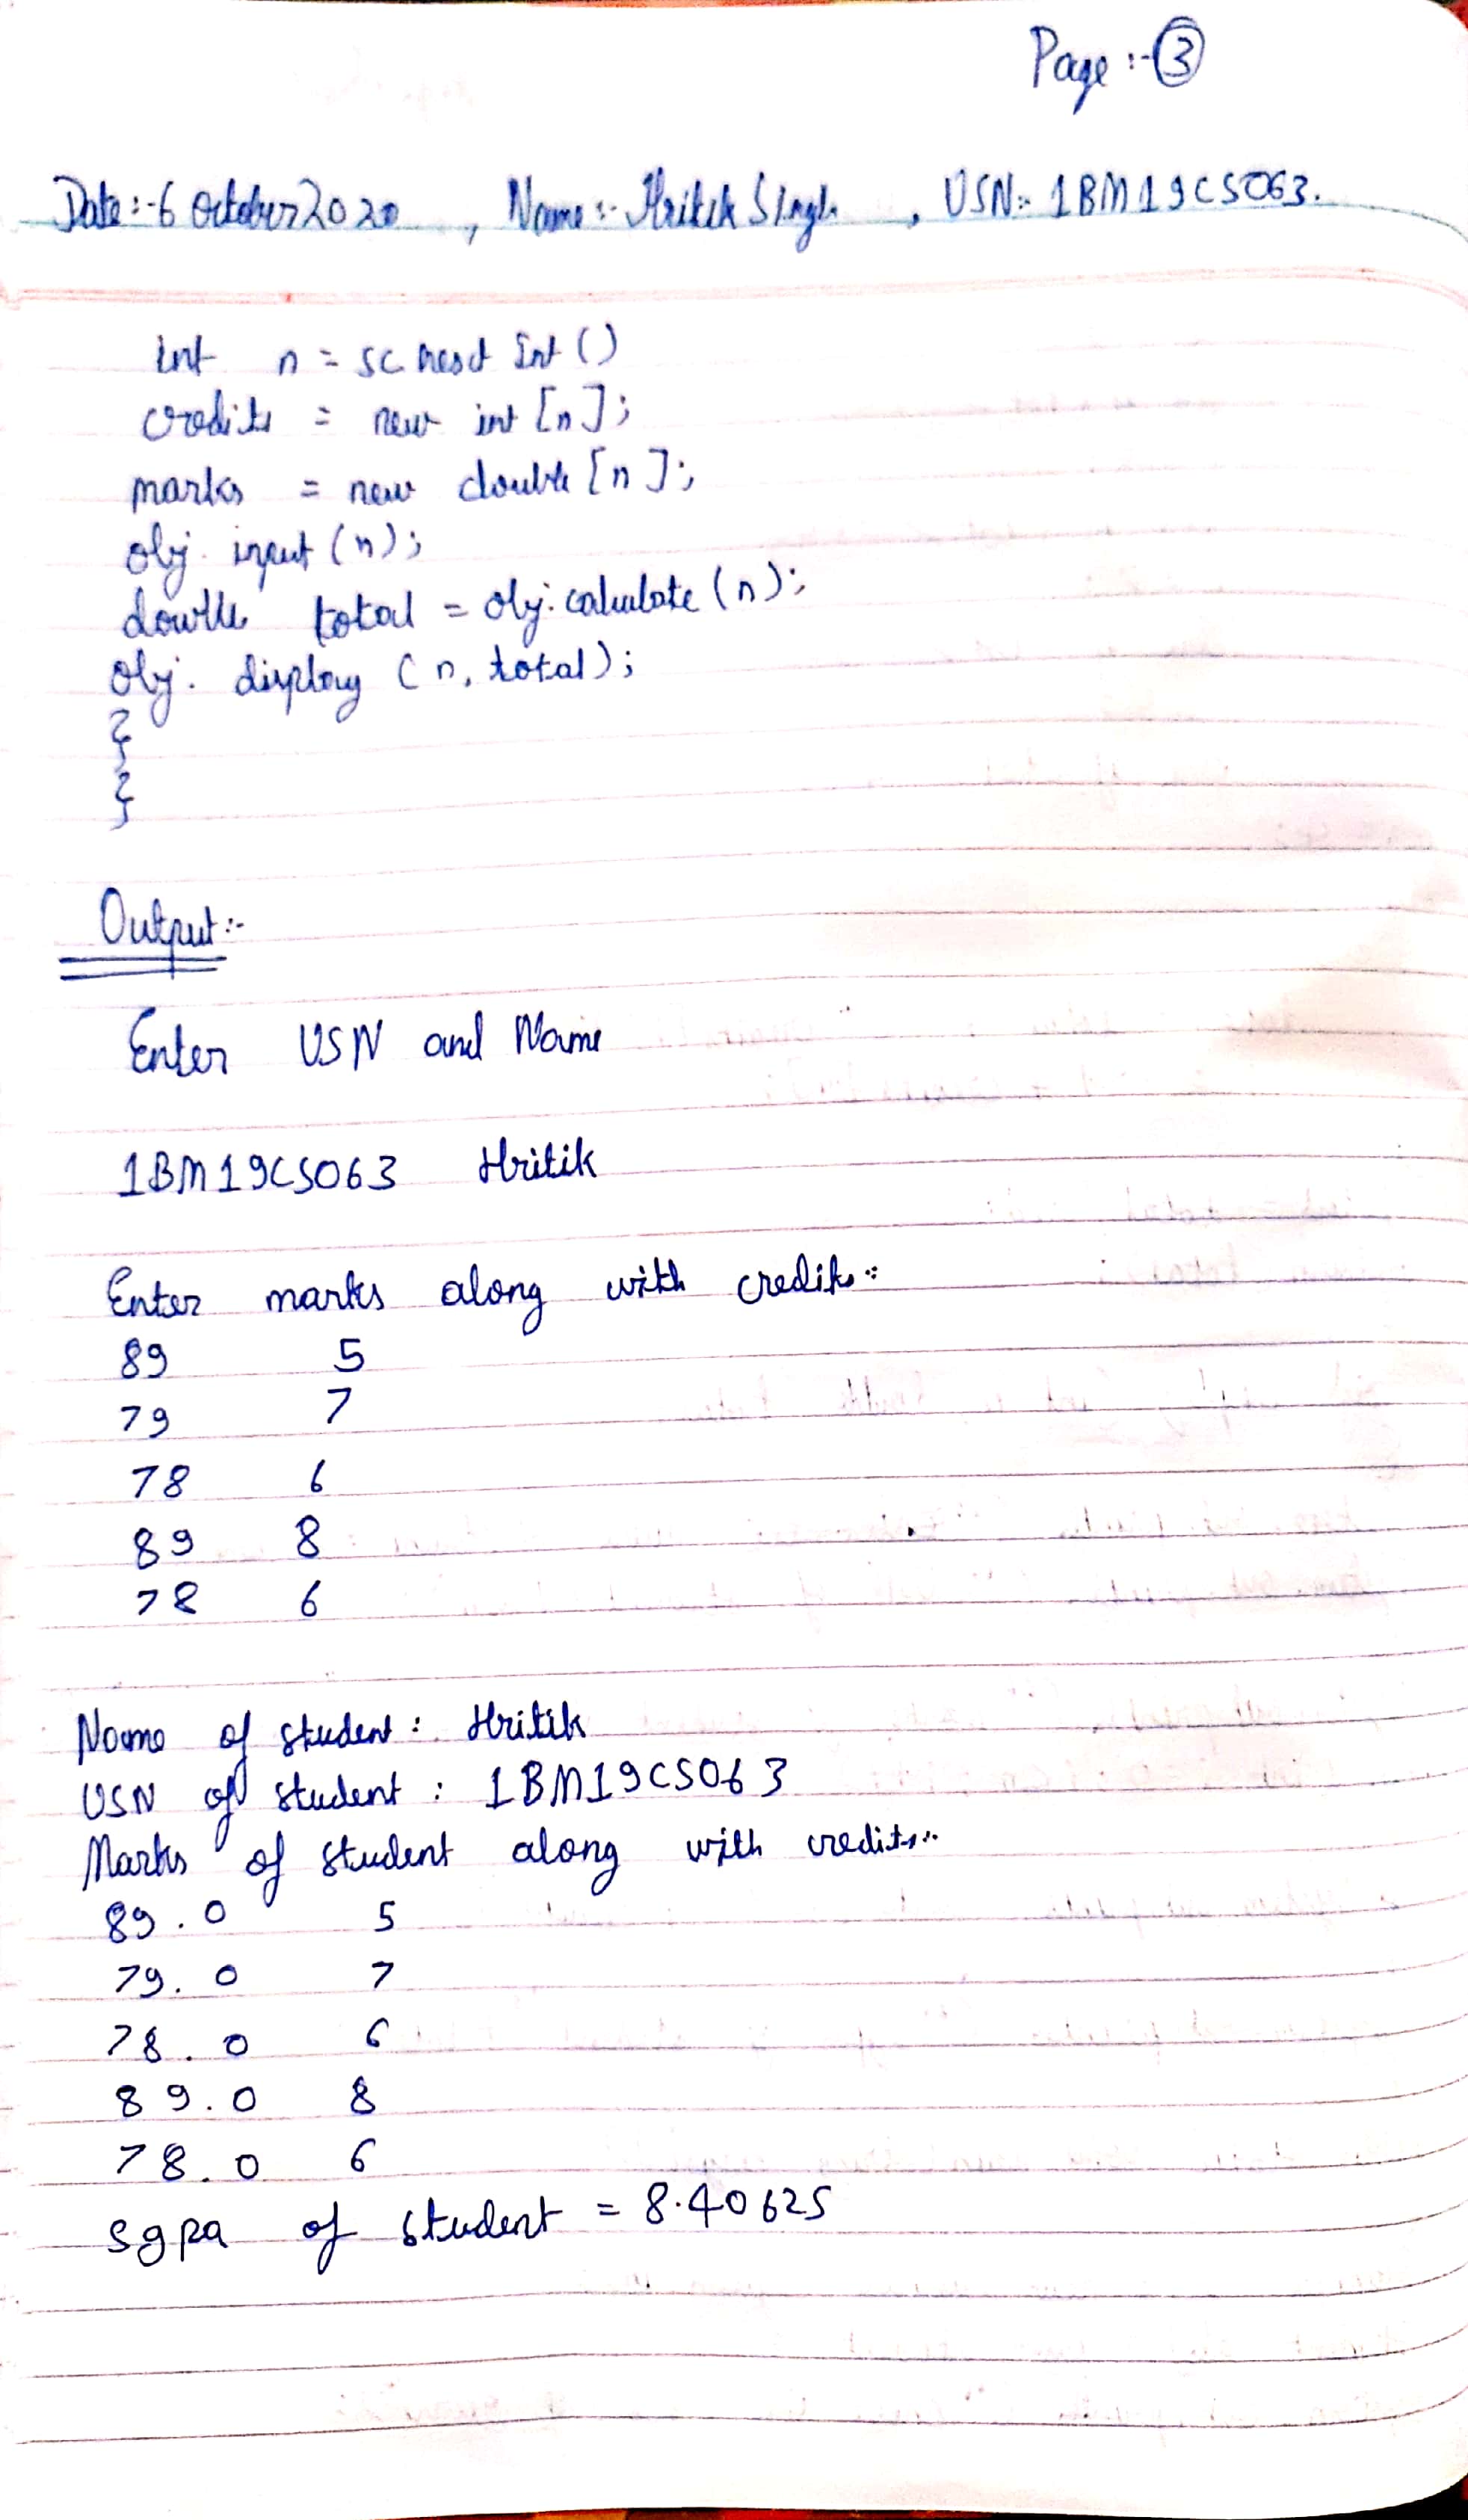 Page :- 3
Date :- 6 October 2020 , Name :- Hritik Singh , USN :- 1BM19CS063.
int n = sc.nextInt()
credits = new int [n];
marks = new double [n];
obj. input (n);
double total = obj. calculate (n);
obj. display (n, total);
}
}
Output :-
Enter USN and Name
1BM19CS063 Hritik
Enter marks along with credits :-
89 5
79 7
78 6
89 8
78 6
Name of student : Hritik
USN of student : 1BM19CS063
Marks of student along with credits :-
89.0 5
79.0 7
78.0 6
89.0 8
78.0 6
sgpa of student = 8.40625